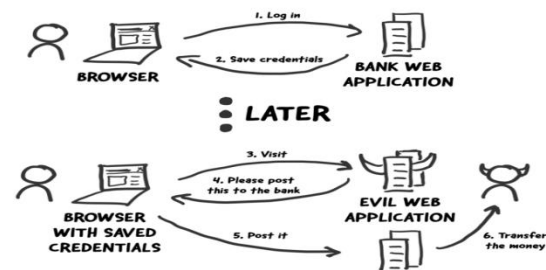 1. Log in
2. Save credentials
BROWSER
BANK WEB
APPLICATION
LATER
3. Visit
4. Please post
this to the bank
BROWSER
WITH SAVED
CREDENTIALS
EVIL WEB
APPLICATION
5. Post it
6. Transfer
the money